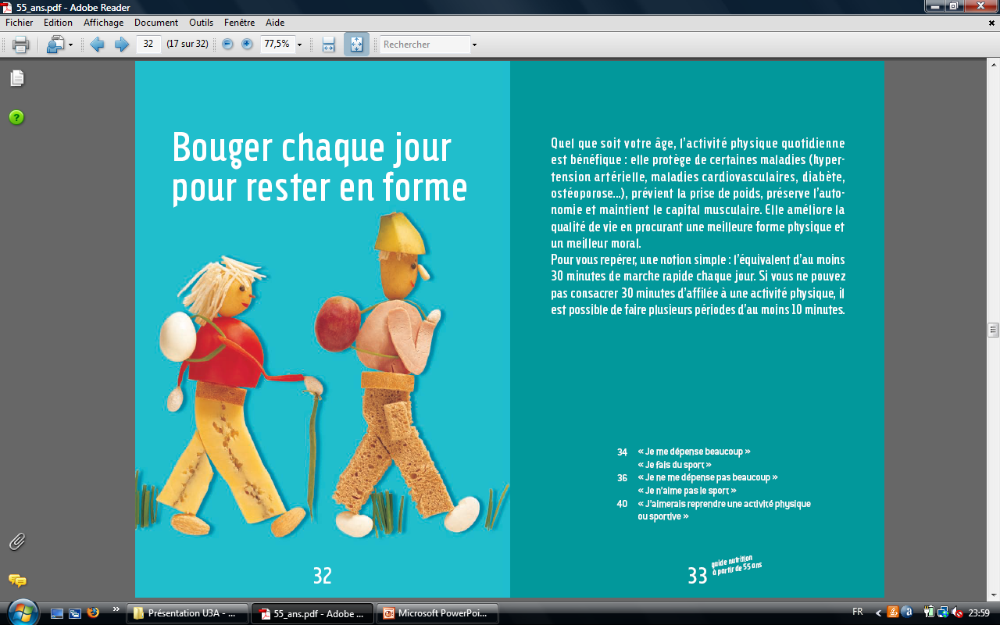 55_ans.pdf - Adobe Reader
Fichier Edition Affichage Document Outils Fenêtre Aide
32 (17 sur 32) 77,5% Rechercher
Bouger chaque jour
pour rester en forme
32
Quel que soit votre âge, l'activité physique quotidienne
est bénéfique : elle protège de certaines maladies (hyper-
tension artérielle, maladies cardiovasculaires, diabète,
ostéoporose...), prévient la prise de poids, préserve l'auto-
nomie et maintient le capital musculaire. Elle améliore la
qualité de vie en procurant une meilleure forme physique et
un meilleur moral.
Pour vous repérer, une notion simple : l'équivalent d'au moins
30 minutes de marche rapide chaque jour. Si vous ne pouvez
pas consacrer 30 minutes d'affilée à une activité physique, il
est possible de faire plusieurs périodes d'au moins 10 minutes.
34 « Je me dépense beaucoup »
« Je fais du sport »
36 « Je ne me dépense pas beaucoup »
« Je n'aime pas le sport »
40 « J'aimerais reprendre une activité physique
ou sportive »
33 guide nutrition
à partir de 55 ans
Présentation U3A - ... 55_ans.pdf - Adobe ... Microsoft PowerPoi... FR 23:59